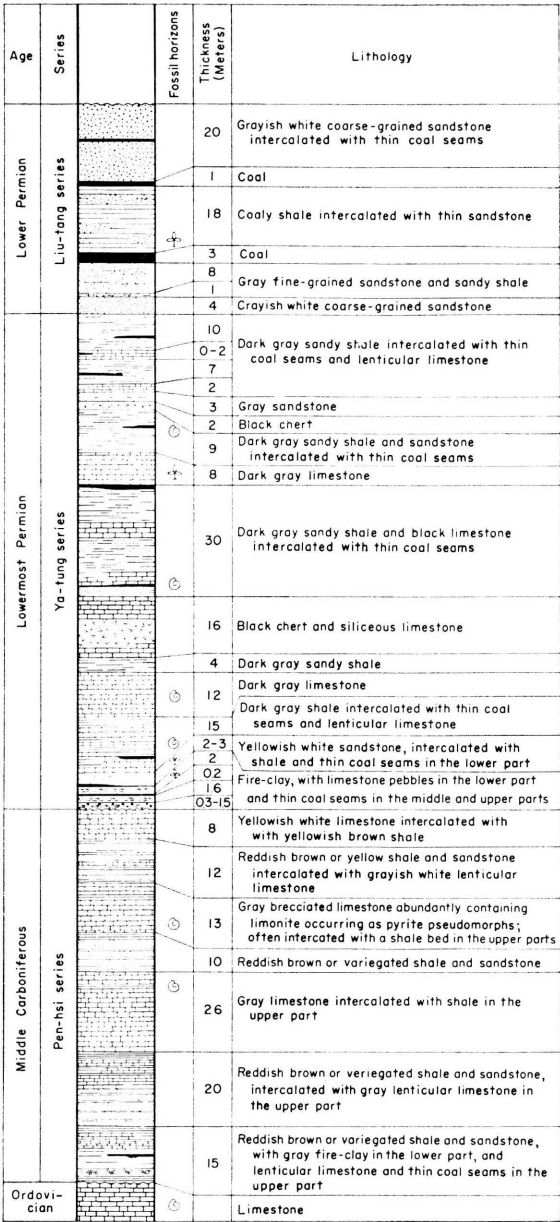 Age
Series
Fossil horizons
Thickness
(Meters)
Lithology
Lower Permian
Liu-tang series
20
Grayish white coarse-grained sandstone
intercalated with thin coal seams
1
Coal
18
Coaly shale intercalated with thin sandstone
3
Coal
8
1
Gray fine-grained sandstone and sandy shale
4
Crayish white coarse-grained sandstone
Lowermost Permian
Ya-tung series
10
0-2
7
2
Dark gray sandy shale intercalated with thin
coal seams and lenticular limestone
3
Gray sandstone
2
Black chert
9
Dark gray sandy shale and sandstone
intercalated with thin coal seams
8
Dark gray limestone
30
Dark gray sandy shale and black limestone
intercalated with thin coal seams
16
Black chert and siliceous limestone
4
Dark gray sandy shale
12
Dark gray limestone
15
Dark gray shale intercalated with thin coal
seams and lenticular limestone
2-3
2
Yellowish white sandstone, intercalated with
shale and thin coal seams in the lower part
0.2
1.6
0.3-15
Fire-clay, with limestone pebbles in the lower part
and thin coal seams in the middle and upper parts
Middle Carboniferous
Pen-hsi series
8
Yellowish white limestone intercalated with
with yellowish brown shale
12
Reddish brown or yellow shale and sandstone
intercalated with grayish white lenticular
limestone
13
Gray brecciated limestone abundantly containing
limonite occurring as pyrite pseudomorphs;
often intercated with a shale bed in the upper parts
10
Reddish brown or variegated shale and sandstone
26
Gray limestone intercalated with shale in the
upper part
20
Reddish brown or veriegated shale and sandstone,
intercalated with gray lenticular limestone in
the upper part
15
Reddish brown or variegated shale and sandstone,
with gray fire-clay in the lower part, and
lenticular limestone and thin coal seams in the
upper part
Ordovi-
cian
Limestone